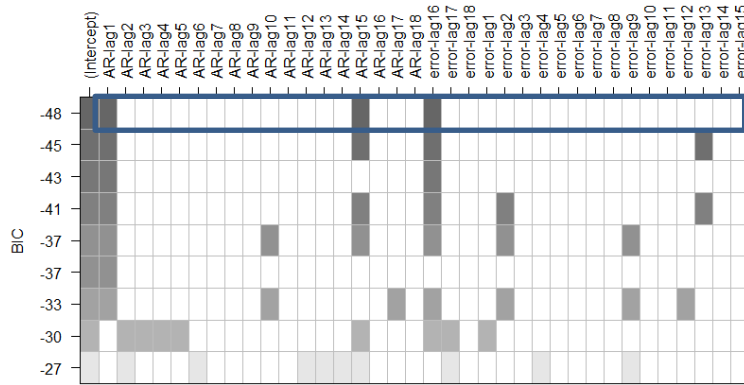 (Intercept)
AR-lag1
AR-lag2
AR-lag3
AR-lag4
AR-lag5
AR-lag6
AR-lag7
AR-lag8
AR-lag9
AR-lag10
AR-lag11
AR-lag12
AR-lag13
AR-lag14
AR-lag15
AR-lag16
AR-lag17
AR-lag18
error-lag16
error-lag17
error-lag18
error-lag1
error-lag2
error-lag3
error-lag4
error-lag5
error-lag6
error-lag7
error-lag8
error-lag9
error-lag10
error-lag11
error-lag12
error-lag13
error-lag14
error-lag15
BIC
-48
-45
-43
-41
-37
-37
-33
-30
-27